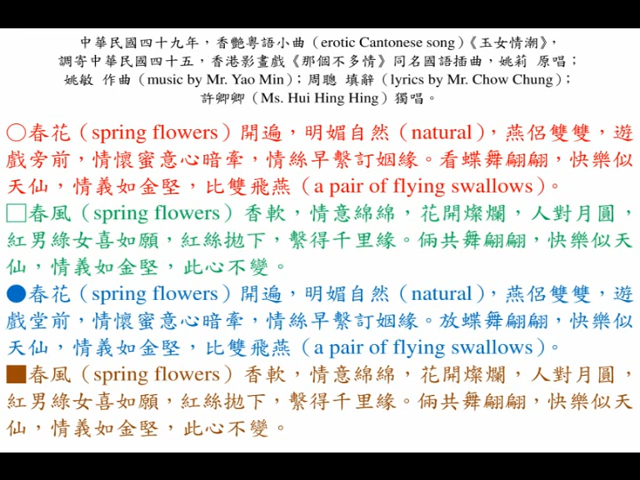 中華民國四十九年，香艷粵語小曲（erotic Cantonese song）《玉女情潮》，
調寄中華民國四十五，香港影畫戲《那個不多情》同名國語插曲，姚莉 原唱；
姚敏 作曲（music by Mr. Yao Min）；周聰 填辭（lyrics by Mr. Chow Chung）；
許卿卿（Ms. Hui Hing Hing）獨唱。
○春花（spring flowers）開遍，明媚自然（natural），燕侶雙雙，遊
戲旁前，情懷蜜意心暗牽，情絲早繫訂姻緣。看蝶舞翩翩，快樂似
天仙，情義如金堅，比雙飛燕（a pair of flying swallows）。
□春風（spring flowers）香軟，情意綿綿，花開燦爛，人對月圓，
紅男綠女喜如願，紅絲拋下，繫得千里緣。倆共舞翩翩，快樂似天
仙，情義如金堅，此心不變。
●春花（spring flowers）開遍，明媚自然（natural），燕侶雙雙，遊
戲堂前，情懷蜜意心暗牽，情絲早繫訂姻緣。放蝶舞翩翩，快樂似
天仙，情義如金堅，比雙飛燕（a pair of flying swallows）。
■春風（spring flowers）香軟，情意綿綿，花開燦爛，人對月圓，
紅男綠女喜如願，紅絲拋下，繫得千里緣。倆共舞翩翩，快樂似天
仙，情義如金堅，此心不變。